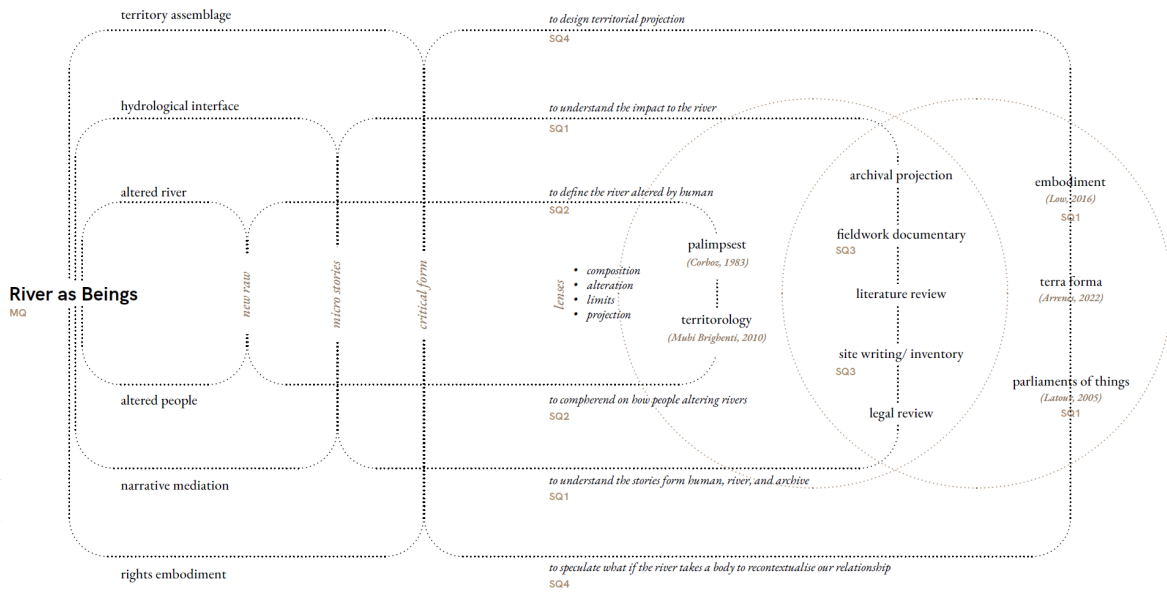 territory assemblage
to design territorial projection
SQ4
hydrological interface
to understand the impact to the river
SQ1
altered river
to define the river altered by human
SQ2
River as Beings
MQ
new raw
micro stories
critical form
lenses
• composition
• alteration
• limits
• projection
palimpsest
(Corboz, 1983)
territorology
(Mubi Brighenti, 2010)
archival projection
fieldwork documentary
SQ3
literature review
site writing/ inventory
SQ3
legal review
embodiment
(Low, 2016)
SQ1
terra forma
(Arrenes, 2022)
parliaments of things
(Latour, 2005)
SQ1
altered people
to compherend on how people altering rivers
SQ2
narrative mediation
to understand the stories form human, river, and archive
SQ1
rights embodiment
to speculate what if the river takes a body to recontextualise our relationship
SQ4